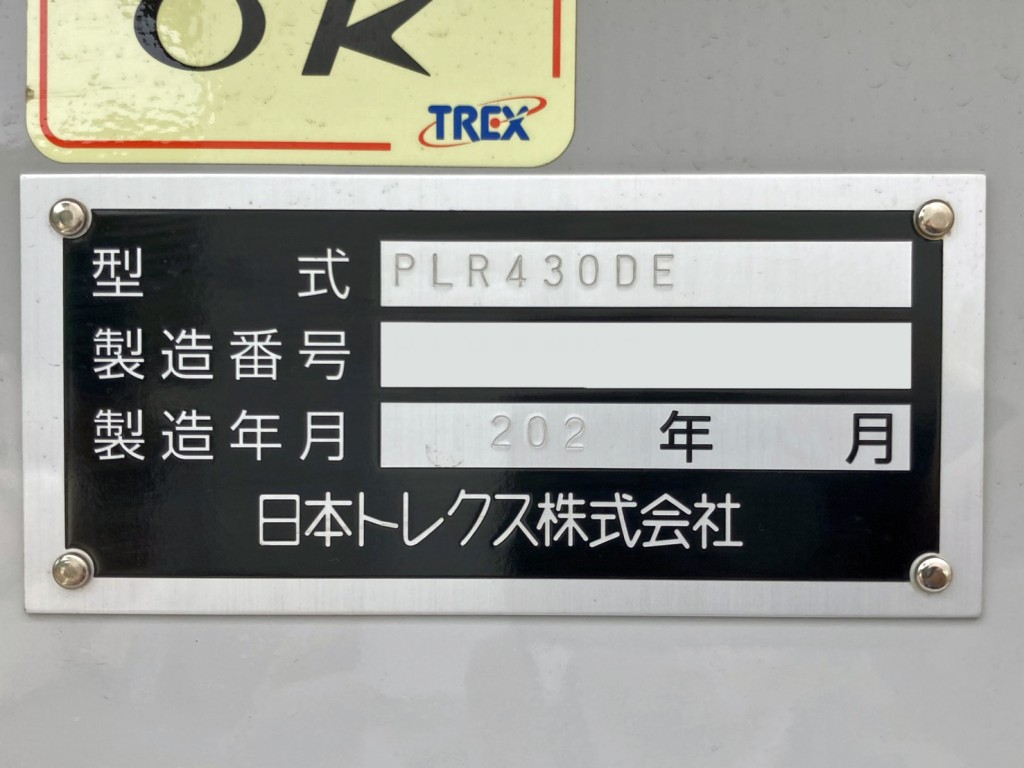 OK
TREX
型式 PLR430DE
製造番号
製造年月 202 年 月
日本トレクス株式会社